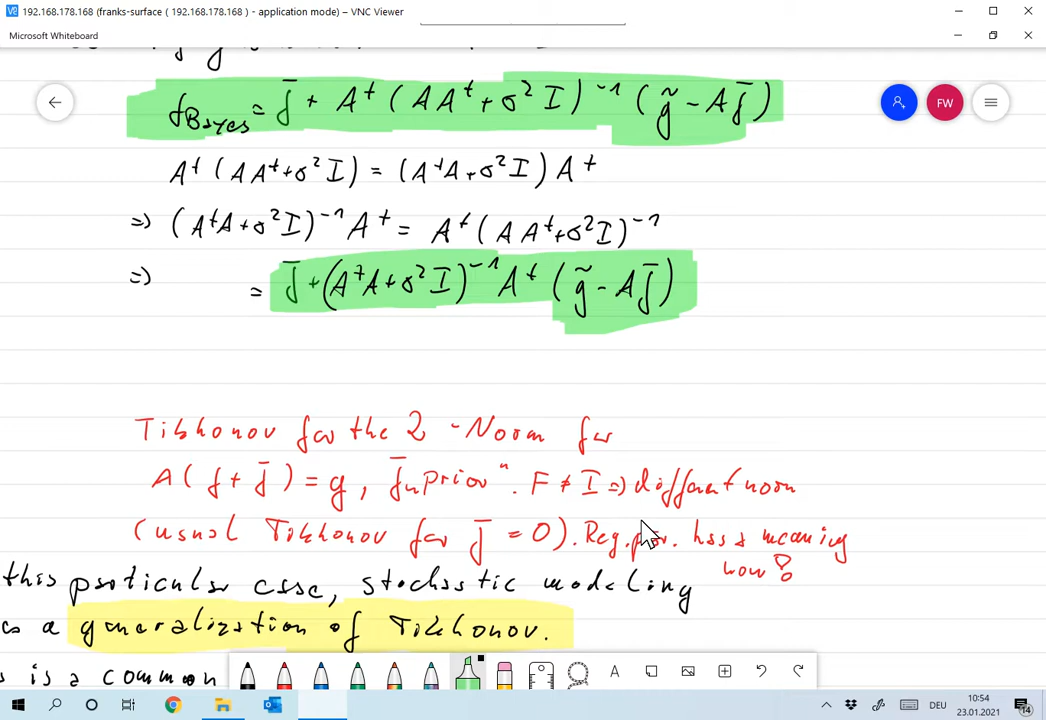 192.168.178.168 (franks-surface ( 192.168.178.168 ) - application mode) – VNC Viewer
Microsoft Whiteboard
f_Bayes = f̄ + A^t ( A A^t + σ² I )^-1 ( g̃ - A f̄ )
FW
A^t ( A A^t + σ² I ) = ( A^t A + σ² I ) A^t
=> ( A^t A + σ² I )^-1 A^t = A^t ( A A^t + σ² I )^-1
=> = f̄ + ( A^t A + σ² I )^-1 A^t ( g̃ - A f̄ )
Tikhonov for the 2-Norm for
A ( f + f̄ ) = g , f̄ "Prior". F ≠ I => different norm
(usual Tikhonov for f̄ = 0). Reg. par. has a meaning
now!
this particular case, stochastic modeling
a generalization of Tikhonov.
is a common
A
10:54
DEU
23.01.2021
14